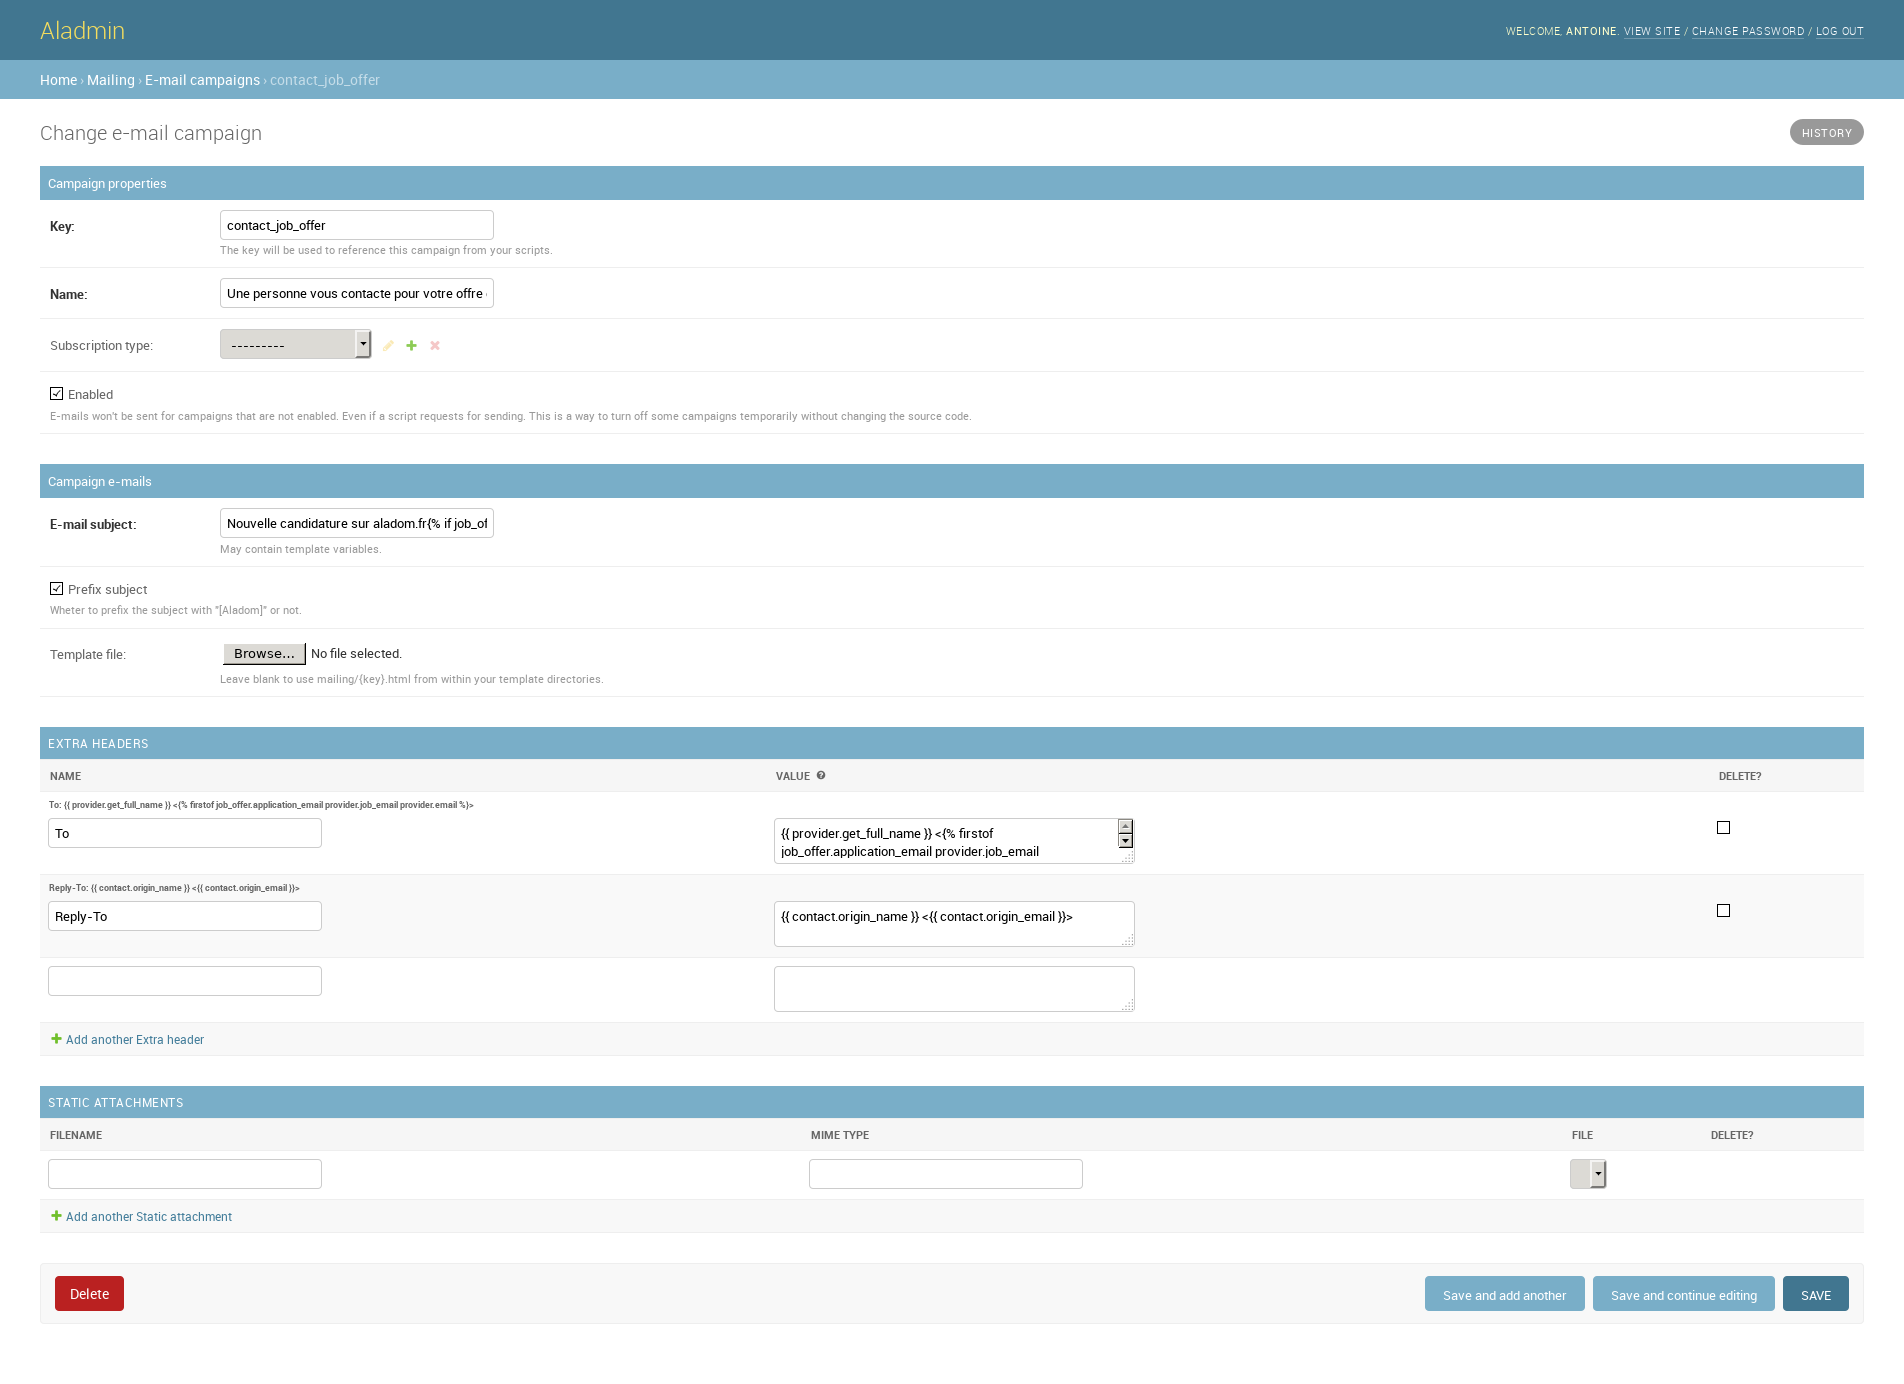 Aladmin
WELCOME, ANTOINE. VIEW SITE / CHANGE PASSWORD / LOG OUT
Home › Mailing › E-mail campaigns › contact_job_offer
Change e-mail campaign
HISTORY
Campaign properties
Key:
contact_job_offer
The key will be used to reference this campaign from your scripts.
Name:
Une personne vous contacte pour votre offre
Subscription type:
---------
Enabled
E-mails won't be sent for campaigns that are not enabled. Even if a script requests for sending. This is a way to turn off some campaigns temporarily without changing the source code.
Campaign e-mails
E-mail subject:
Nouvelle candidature sur aladom.fr{% if job_of
May contain template variables.
Prefix subject
Wheter to prefix the subject with "[Aladom]" or not.
Template file:
Browse... No file selected.
Leave blank to use mailing/{key}.html from within your template directories.
EXTRA HEADERS
NAME VALUE DELETE?
To: {{ provider.get_full_name }} <{% firstof job_offer.application_email provider.job_email provider.email %}>
To
{{ provider.get_full_name }} <{% firstof
job_offer.application_email provider.job_email
Reply-To: {{ contact.origin_name }} <{{ contact.origin_email }}>
Reply-To
{{ contact.origin_name }} <{{ contact.origin_email }}>
Add another Extra header
STATIC ATTACHMENTS
FILENAME MIME TYPE FILE DELETE?
Add another Static attachment
Delete
Save and add another
Save and continue editing
SAVE